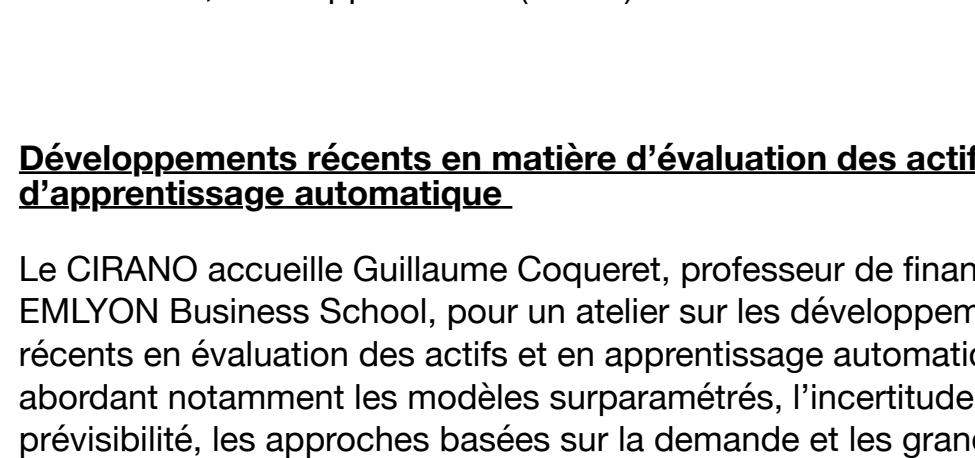 Développements récents en matière d’évaluation des
d’apprentissage automatique
Le CIRANO accueille Guillaume Coqueret, professeur de
EMLYON Business School, pour un atelier sur les
récents en évaluation des actifs et en apprentissage
abordant notamment les modèles surparamétrés, l’incertitude
prévisibilité, les approches basées sur la demande et les